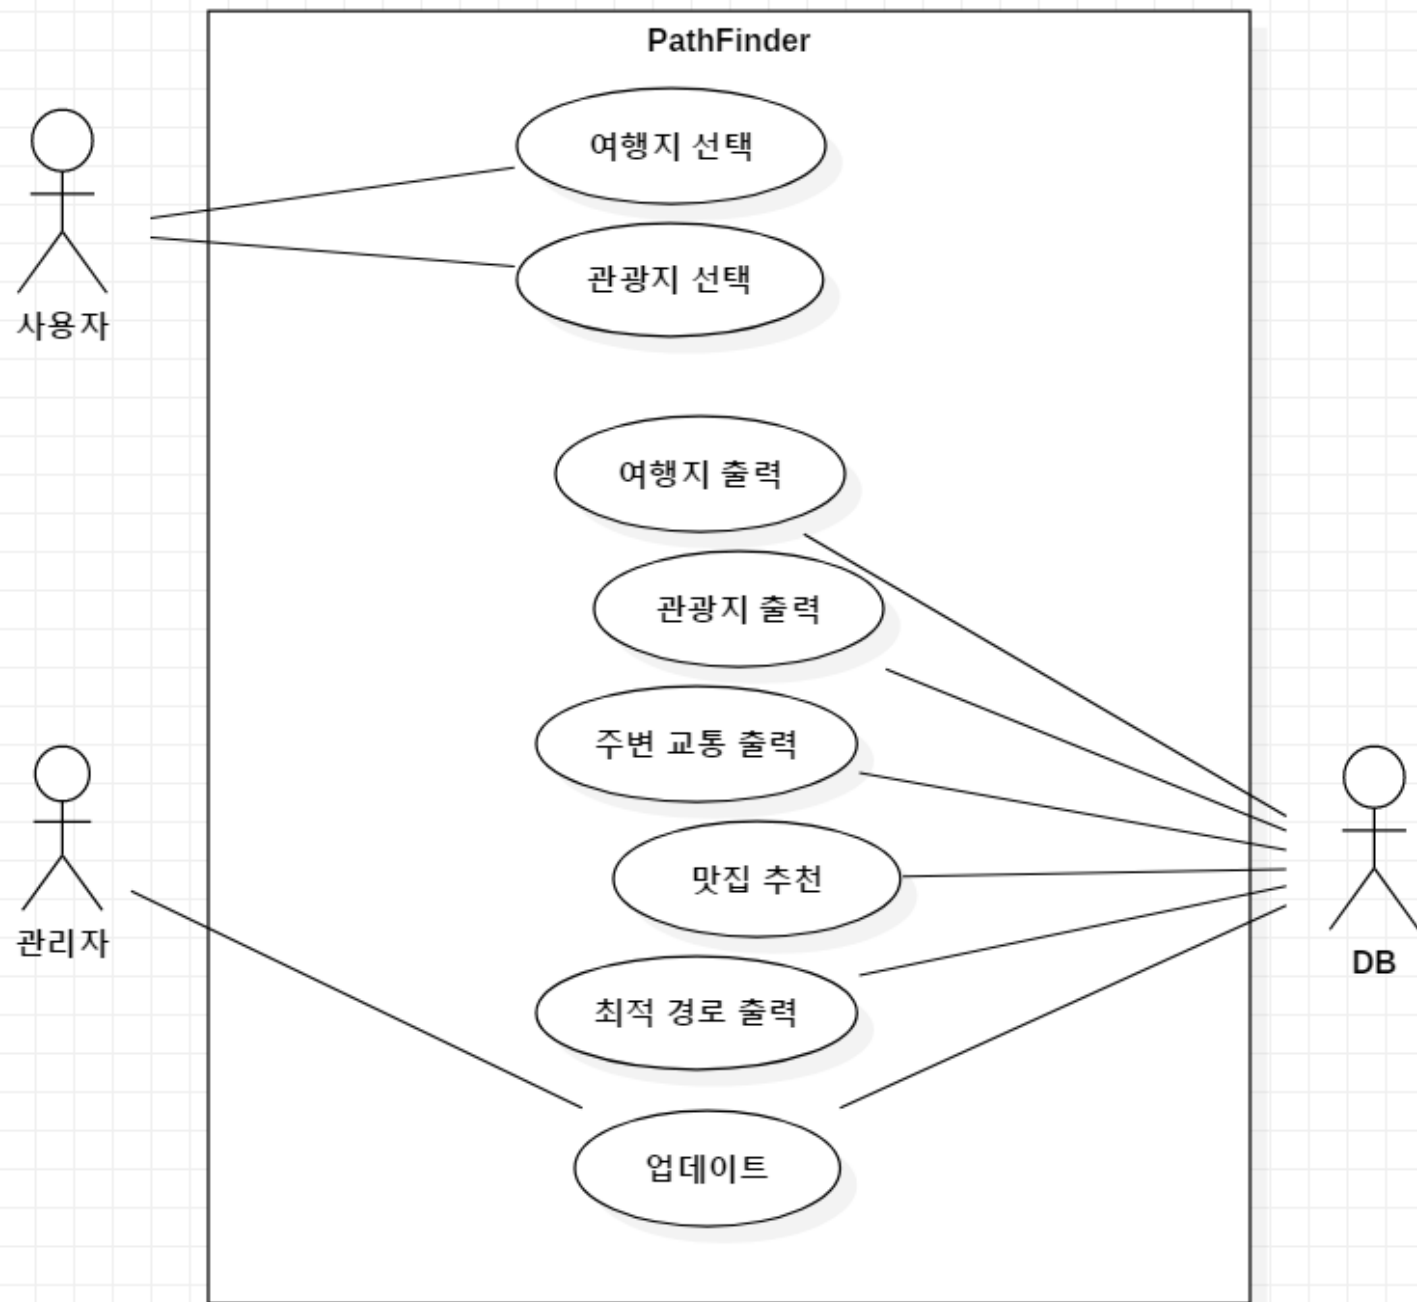 PathFinder
여행지 선택
관광지 선택
사용자
여행지 출력
관광지 출력
주변 교통 출력
맛집 추천
관리자
DB
최적 경로 출력
업데이트